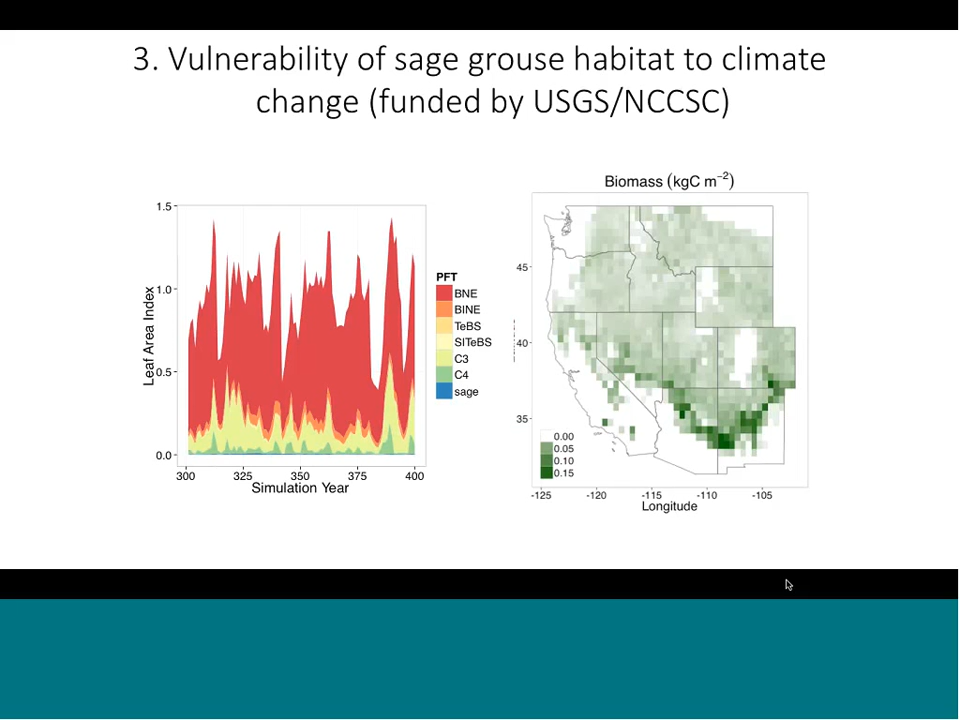 3. Vulnerability of sage grouse habitat to climate
change (funded by USGS/NCCSC)
Leaf Area Index
1.5
1.0
0.5
0.0
300 325 350 375 400
Simulation Year
PFT
BNE
BINE
TeBS
SITeBS
C3
C4
sage
Biomass (kgC m⁻²)
45
40
35
0.00
0.05
0.10
0.15
-125 -120 -115 -110 -105
Longitude